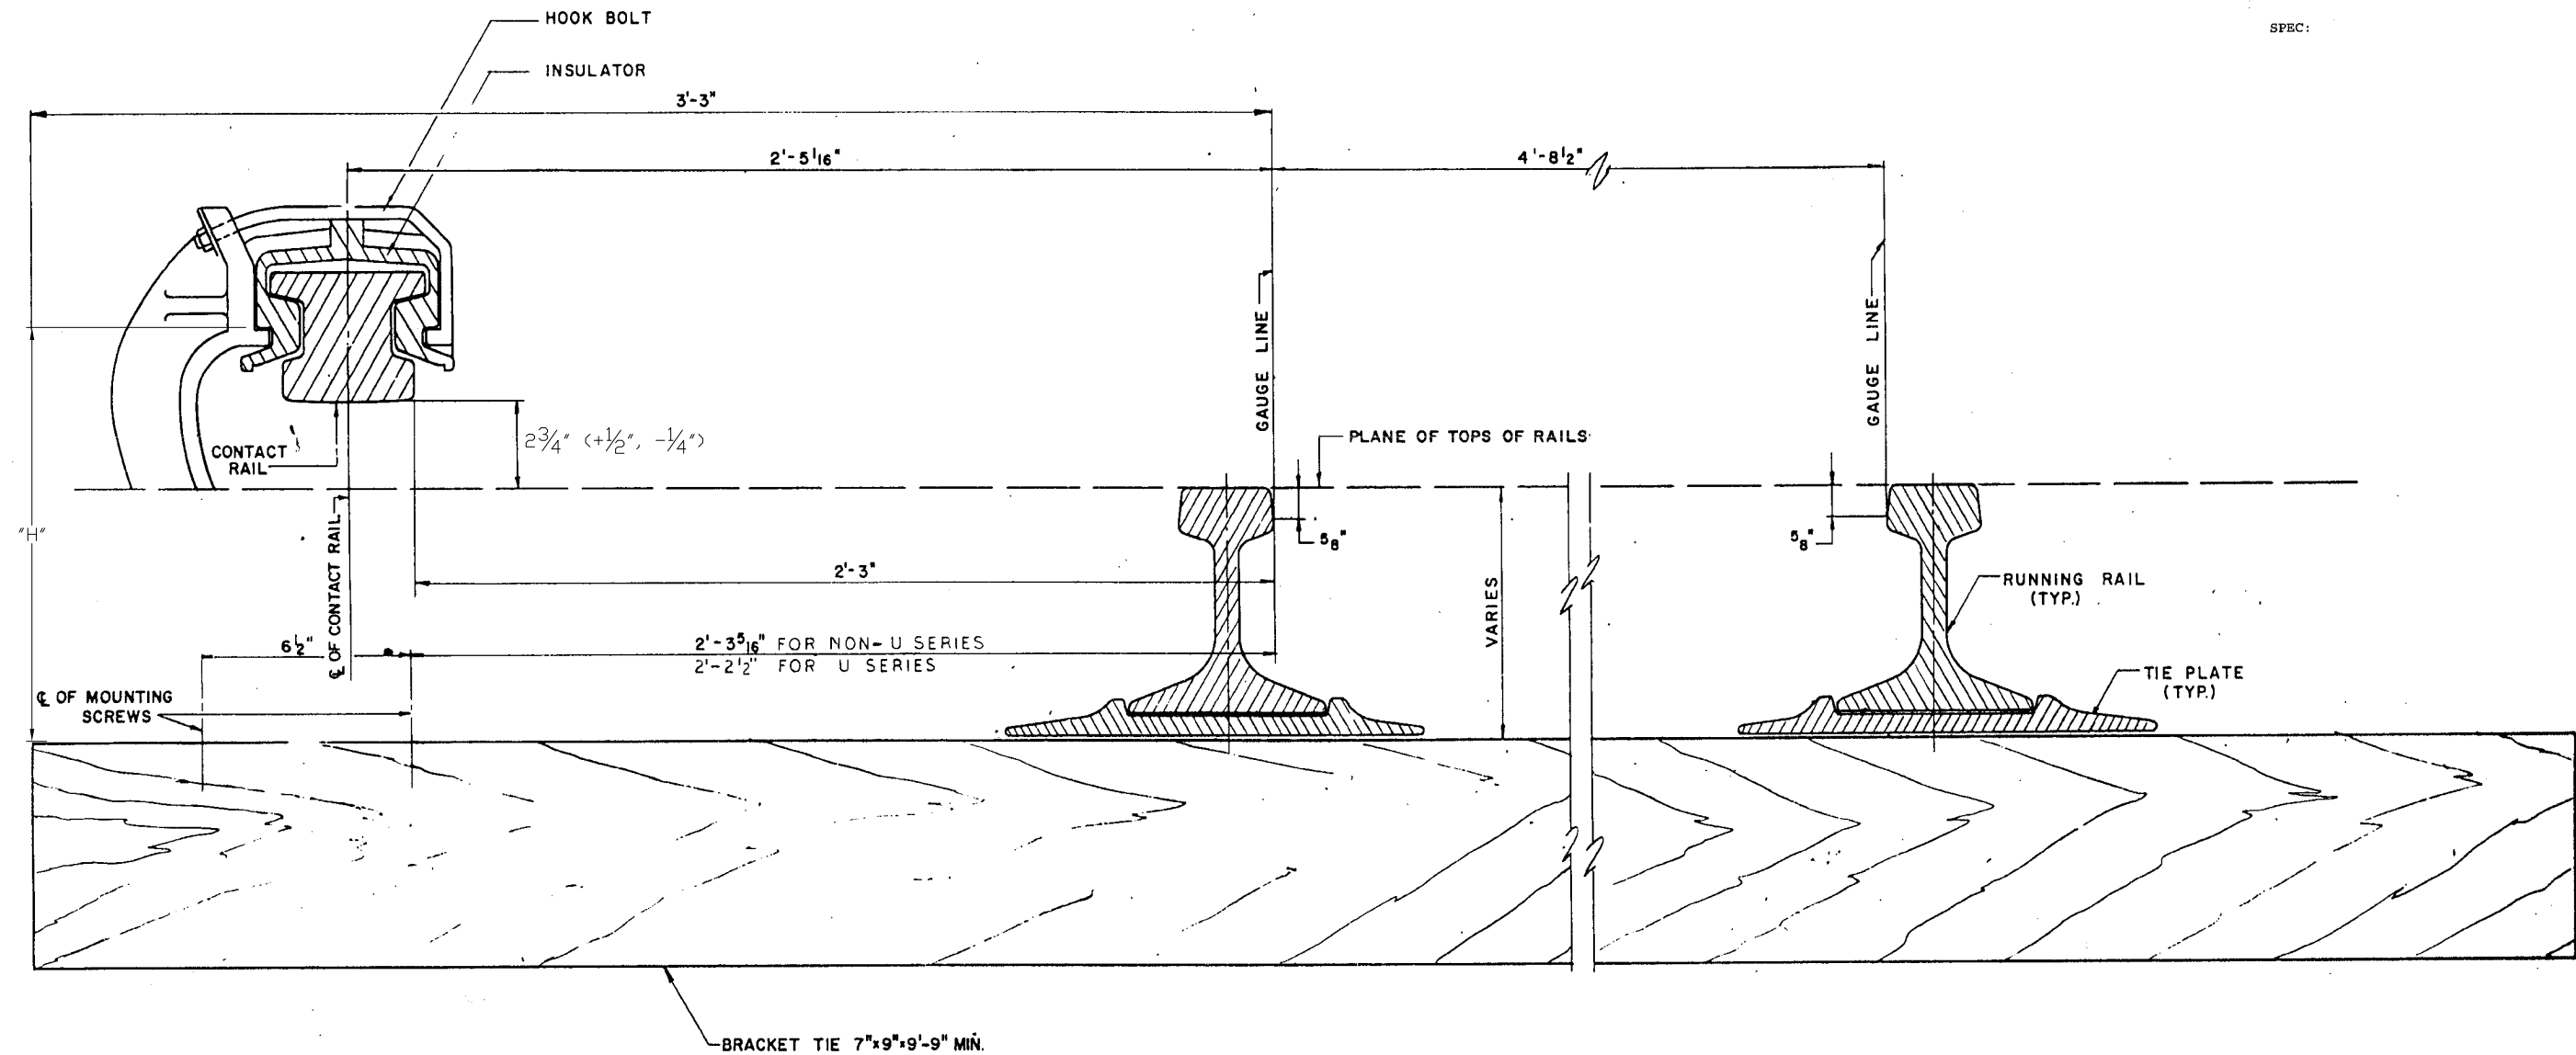 HOOK BOLT
SPEC:
INSULATOR
3'-3"
2'-5 1/16"
4'-8 1/2"
GAUGE LINE
GAUGE LINE
2 3/4" (+1/2", -1/4")
PLANE OF TOPS OF RAILS
CONTACT
RAIL
"H"
℄ OF CONTACT RAIL
5/8"
5/8"
2'-3"
VARIES
RUNNING RAIL
(TYP.)
6 1/2"
2'-3 5/16" FOR NON-U SERIES
2'-2 1/2" FOR U SERIES
℄ OF MOUNTING
SCREWS
TIE PLATE
(TYP.)
BRACKET TIE 7"x9"x9'-9" MIN.